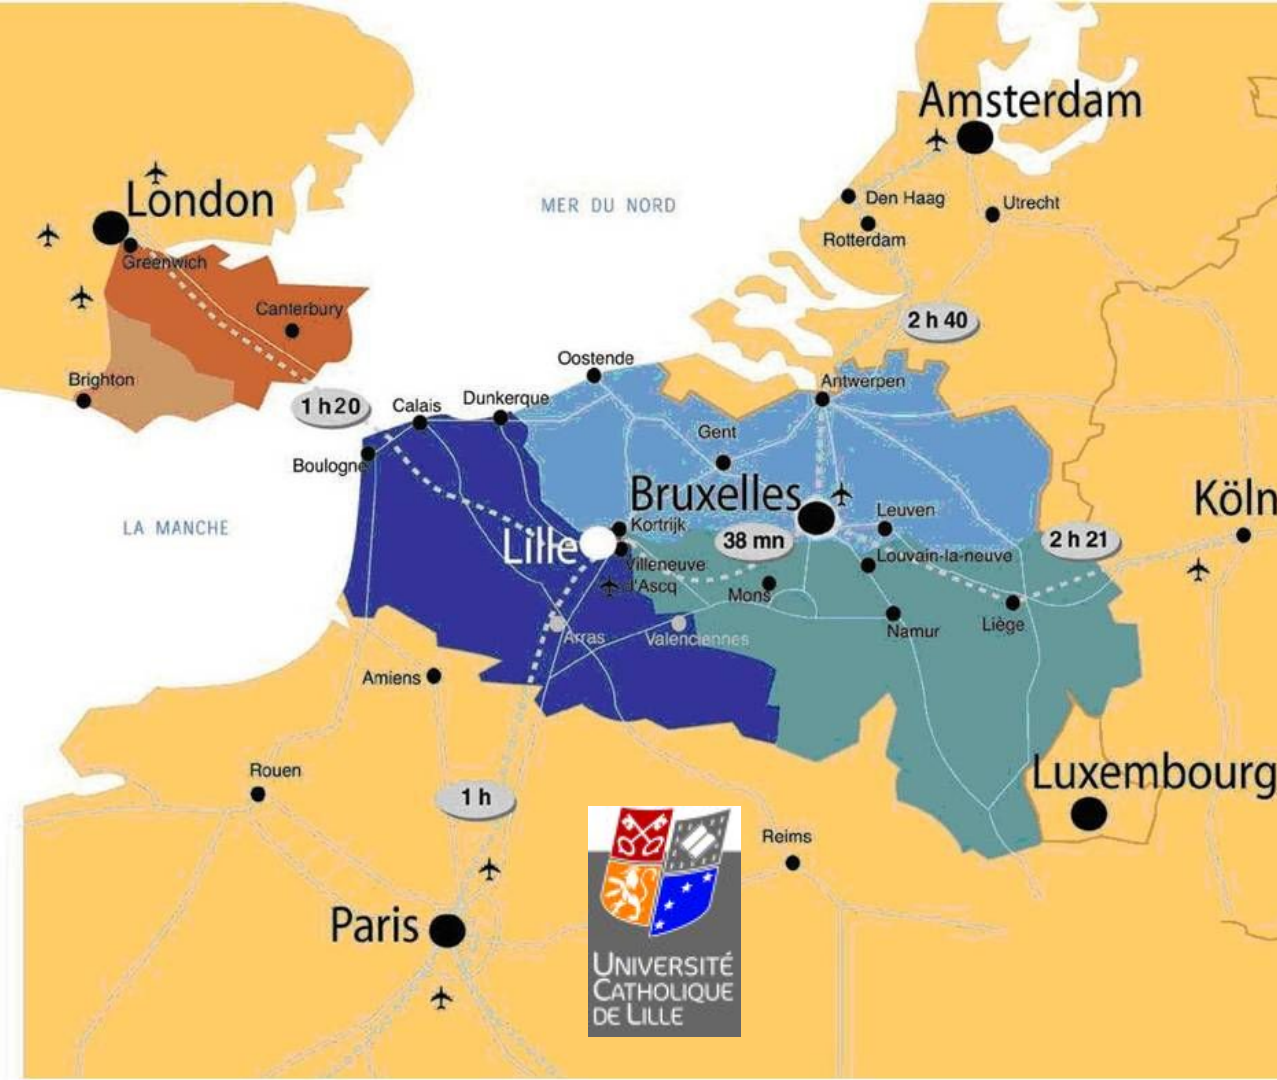 Amsterdam
London
Den Haag
Utrecht
MER DU NORD
Rotterdam
Greenwich
Canterbury
2 h 40
Oostende
Brighton
Antwerpen
1 h 20
Calais
Dunkerque
Gent
Boulogne
Bruxelles
Köln
Leuven
LA MANCHE
Kortrijk
Lille
38 mn
2 h 21
Louvain-la-neuve
Villeneuve
d'Ascq
Mons
Liège
Namur
Arras
Valenciennes
Amiens
Rouen
Luxembourg
1 h
Reims
Paris
UNIVERSITÉ
CATHOLIQUE
DE LILLE